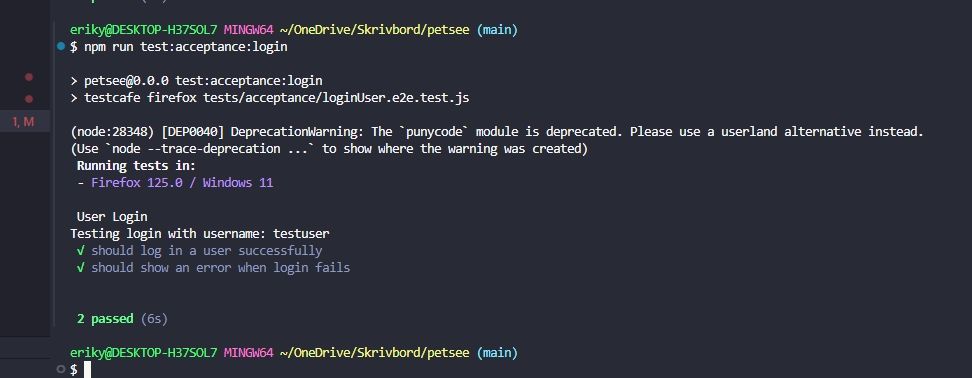 eriky@DESKTOP-H37SOL7 MINGW64 ~/OneDrive/Skrivbord/petsee (main)
$ npm run test:acceptance:login
> petsee@0.0.0 test:acceptance:login
> testcafe firefox tests/acceptance/loginUser.e2e.test.js
1, M
(node:28348) [DEP0040] DeprecationWarning: The `punycode` module is deprecated. Please use a userland alternative instead.
(Use `node --trace-deprecation ...` to show where the warning was created)
Running tests in:
- Firefox 125.0 / Windows 11
User Login
Testing login with username: testuser
√ should log in a user successfully
√ should show an error when login fails
2 passed (6s)
eriky@DESKTOP-H37SOL7 MINGW64 ~/OneDrive/Skrivbord/petsee (main)
$